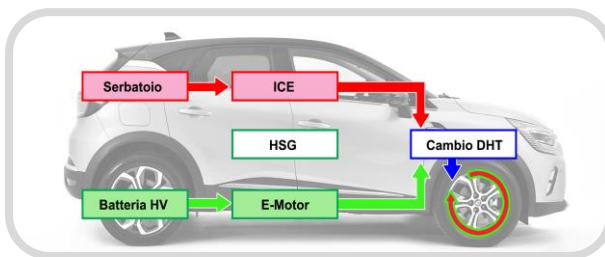 Serbatoio
ICE
HSG
Cambio DHT
Batteria HV
E-Motor